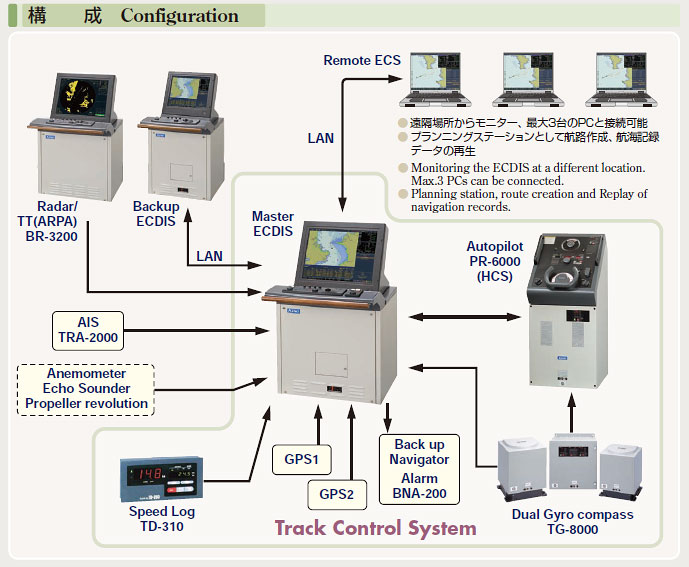 構 成 Configuration
Remote ECS
LAN
● 遠隔場所からモニター、最大3台のPCと接続可能
● プランニングステーションとして航路作成、航海記録
データの再生
● Monitoring the ECDIS at a different location.
Max.3 PCs can be connected.
● Planning station, route creation and Replay of
navigation records.
Radar/
TT(ARPA)
BR-3200
Backup
ECDIS
LAN
Master
ECDIS
Autopilot
PR-6000
(HCS)
AIS
TRA-2000
Anemometer
Echo Sounder
Propeller revolution
148
Speed Log
TD-310
GPS1
GPS2
Back up
Navigator
Alarm
BNA-200
Dual Gyro compass
TG-8000
Track Control System